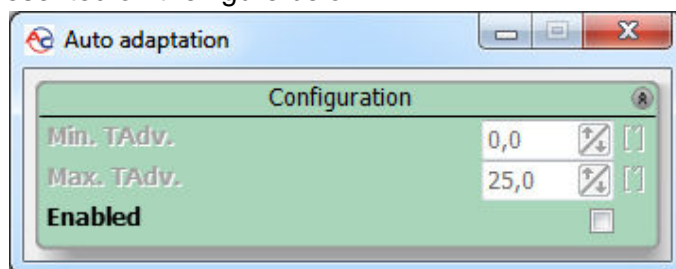 Auto adaptation
Configuration
Min. TAdv. 0,0 [°]
Max. TAdv. 25,0 [°]
Enabled